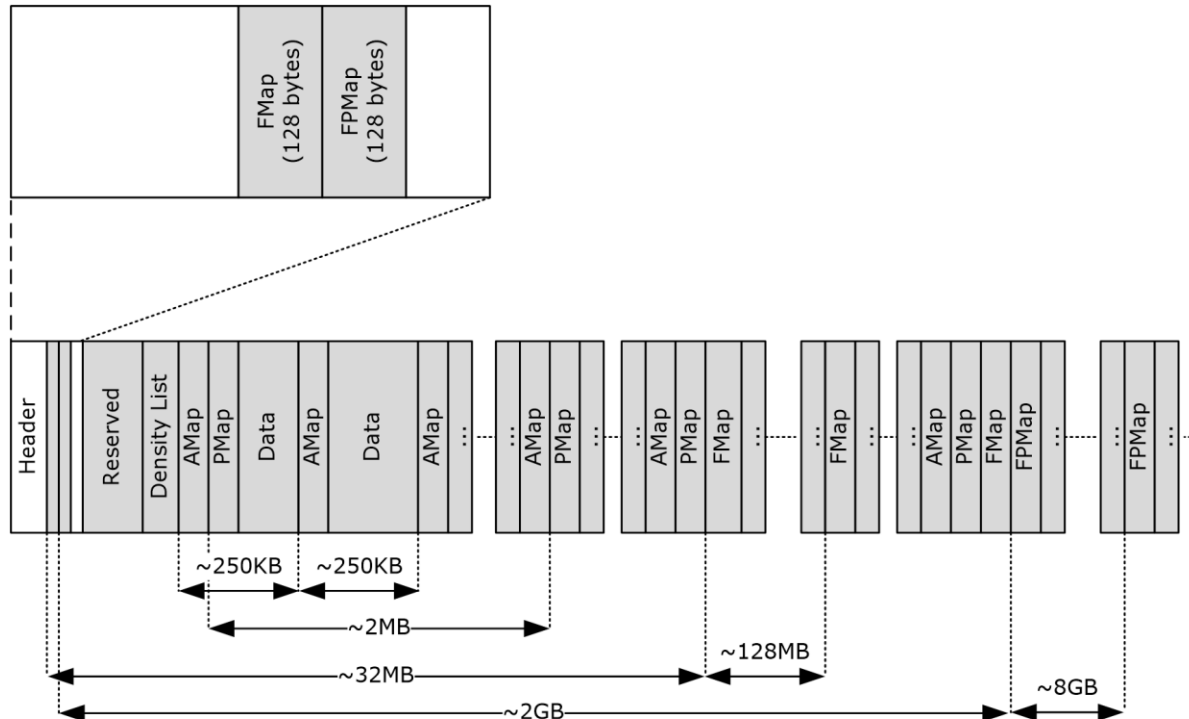 FMap
(128 bytes)
FPMap
(128 bytes)
Header
Reserved
Density List
AMap
PMap
Data
AMap
Data
AMap
...
...
AMap
PMap
...
...
AMap
PMap
FMap
...
...
FMap
...
...
AMap
PMap
FMap
FPMap
...
...
FPMap
...
~250KB
~250KB
~2MB
~128MB
~32MB
~8GB
~2GB